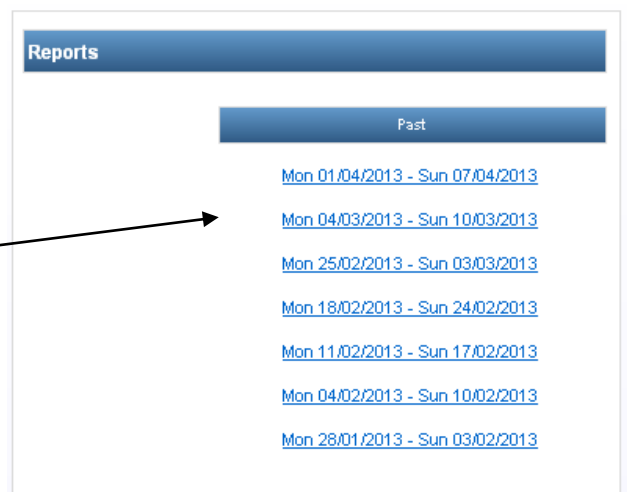 Reports
Past
Mon 01/04/2013 - Sun 07/04/2013
Mon 04/03/2013 - Sun 10/03/2013
Mon 25/02/2013 - Sun 03/03/2013
Mon 18/02/2013 - Sun 24/02/2013
Mon 11/02/2013 - Sun 17/02/2013
Mon 04/02/2013 - Sun 10/02/2013
Mon 28/01/2013 - Sun 03/02/2013